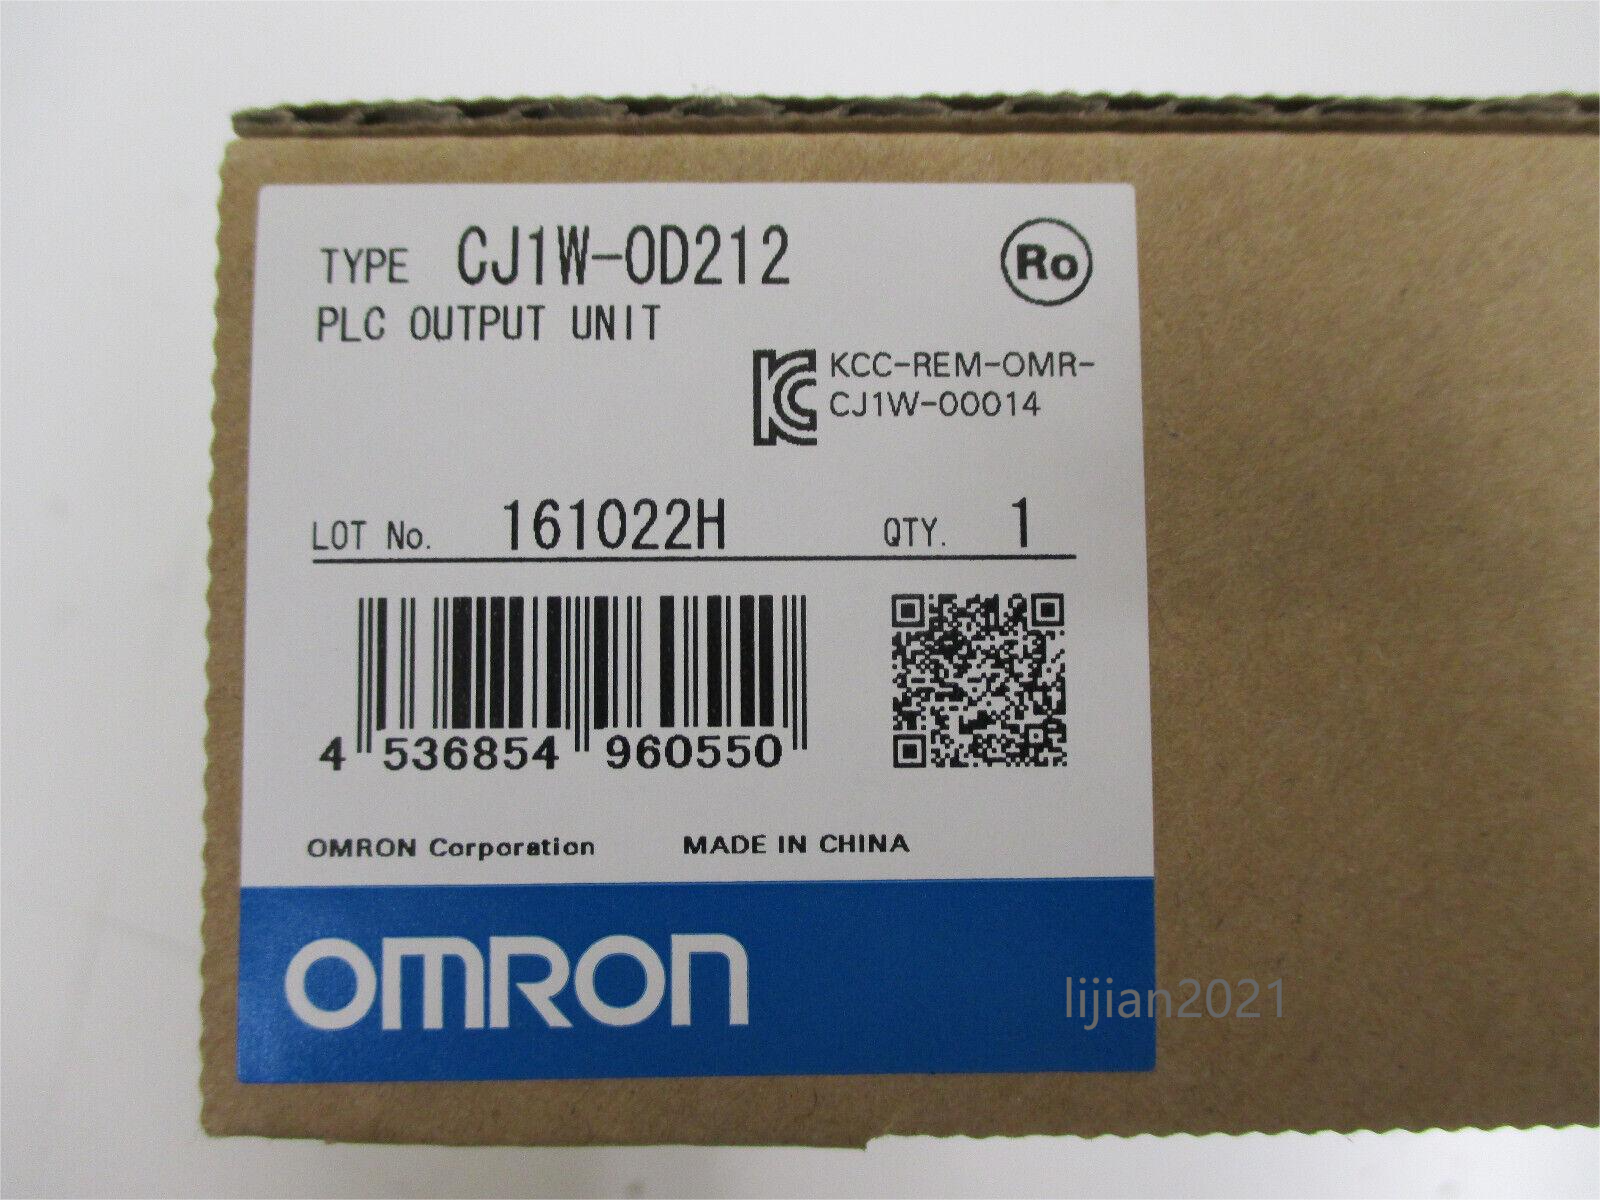 TYPE CJ1W-OD212
Ro
PLC OUTPUT UNIT
KCC-REM-OMR-
CJ1W-00014
LOT No. 161022H QTY. 1
4 536854 960550
OMRON Corporation MADE IN CHINA
OMRON
lijian2021